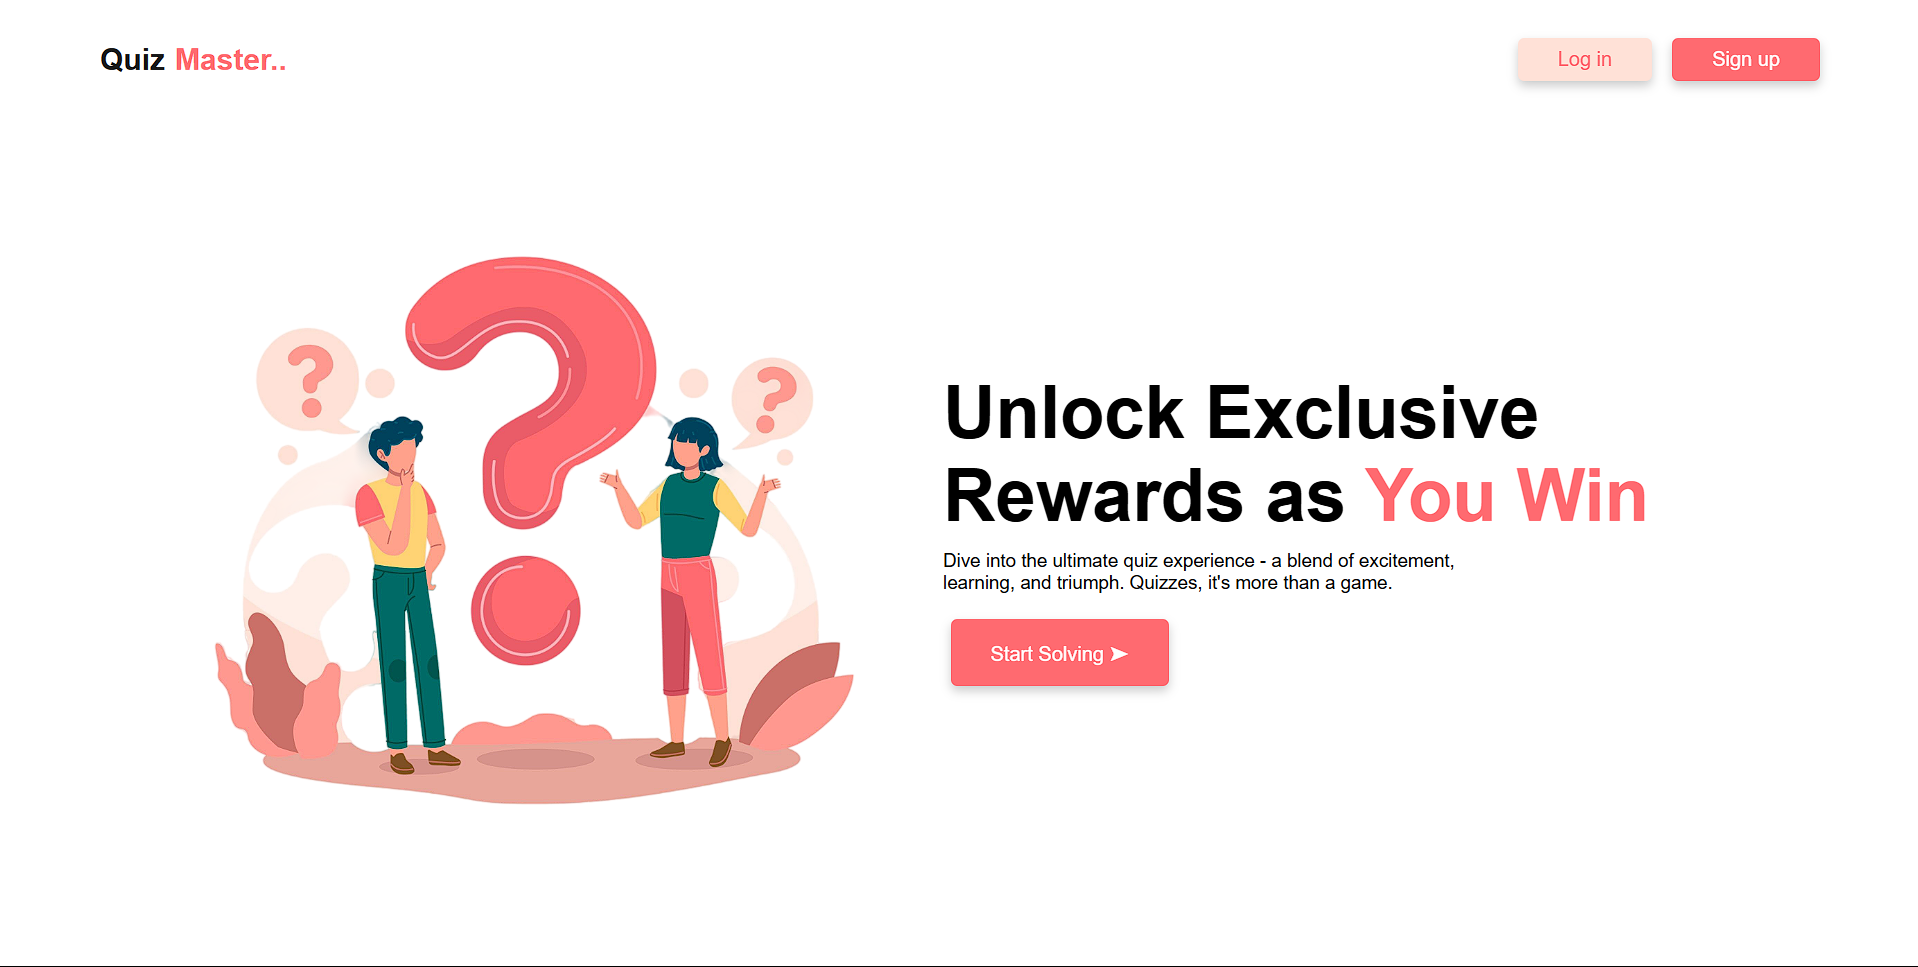 Quiz Master..
Log in
Sign up
?
?
?
Unlock Exclusive
Rewards as You Win
Dive into the ultimate quiz experience - a blend of excitement,
learning, and triumph. Quizzes, it's more than a game.
Start Solving ➤